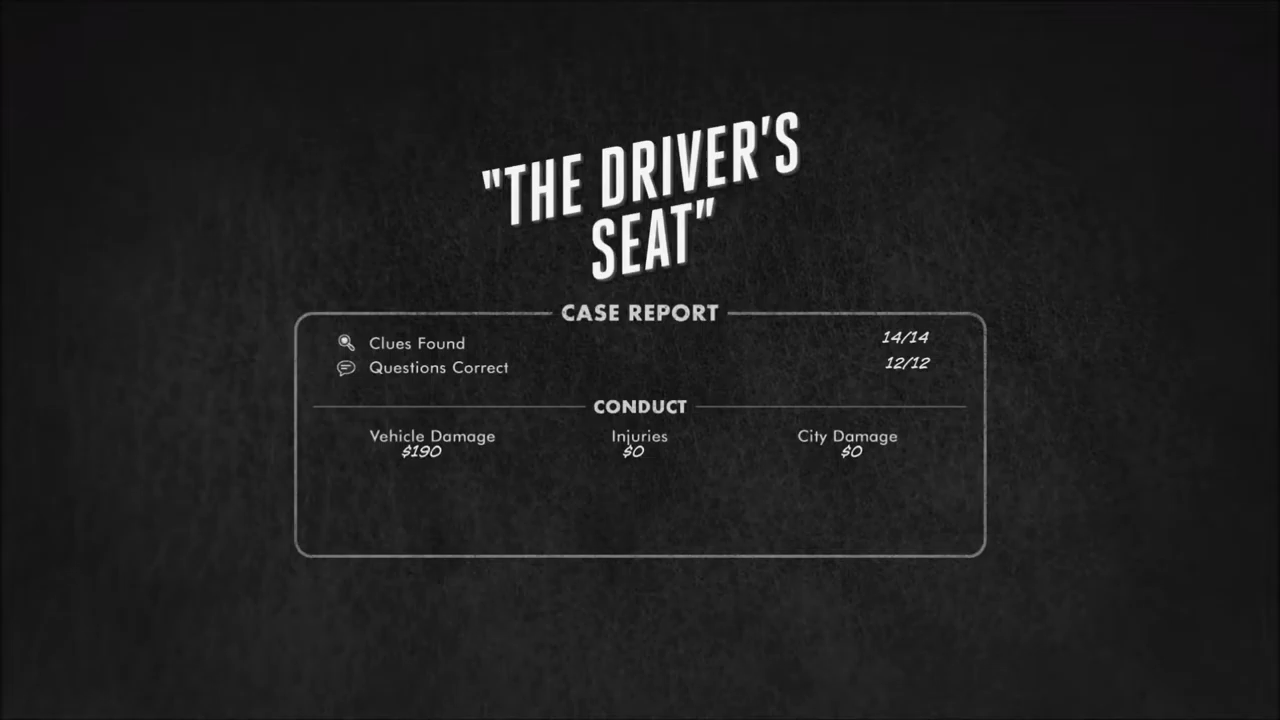 "THE DRIVER'S
SEAT"
CASE REPORT
Clues Found 14/14
Questions Correct 12/12
CONDUCT
Vehicle Damage Injuries City Damage
$190 $0 $0